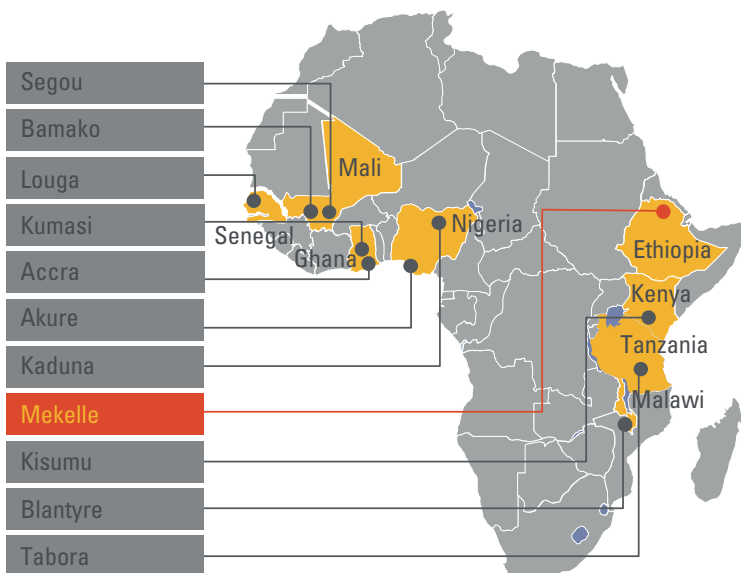 Segou
Bamako
Louga
Kumasi
Accra
Akure
Kaduna
Mekelle
Kisumu
Blantyre
Tabora
Mali
Senegal
Ghana
Nigeria
Ethiopia
Kenya
Tanzania
Malawi